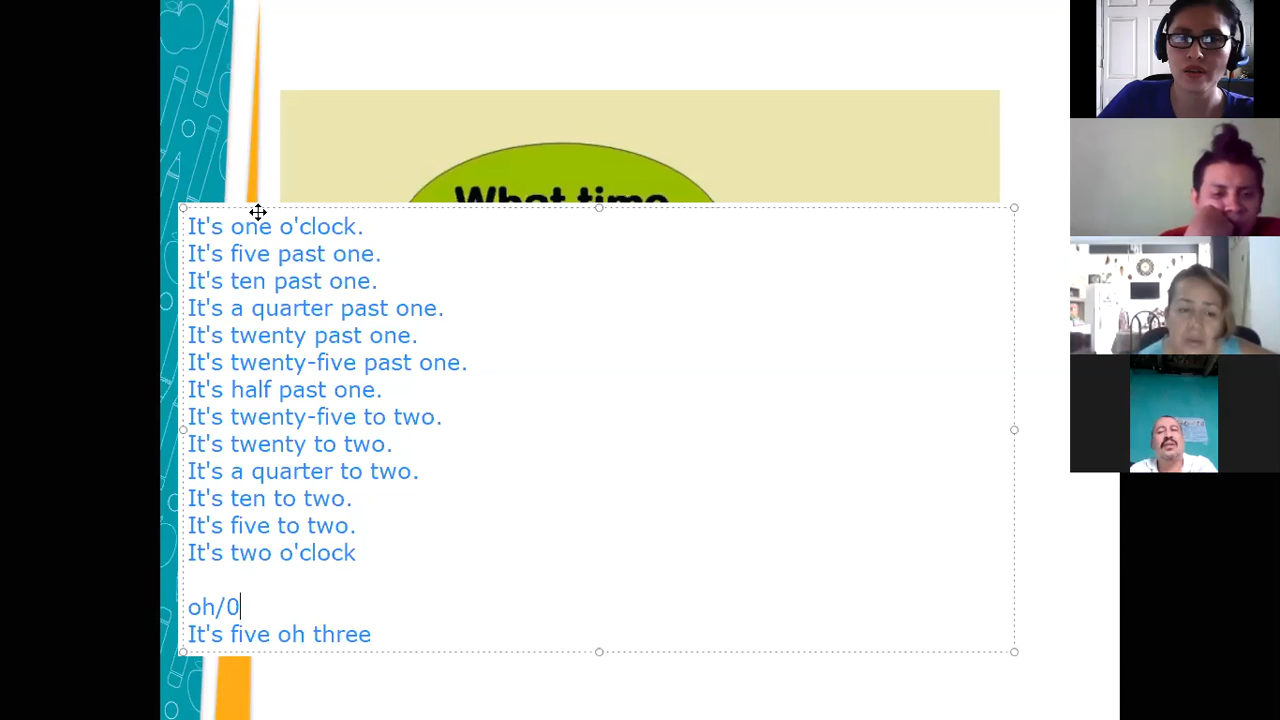 What time
It's one o'clock.
It's five past one.
It's ten past one.
It's a quarter past one.
It's twenty past one.
It's twenty-five past one.
It's half past one.
It's twenty-five to two.
It's twenty to two.
It's a quarter to two.
It's ten to two.
It's five to two.
It's two o'clock
oh/0
It's five oh three